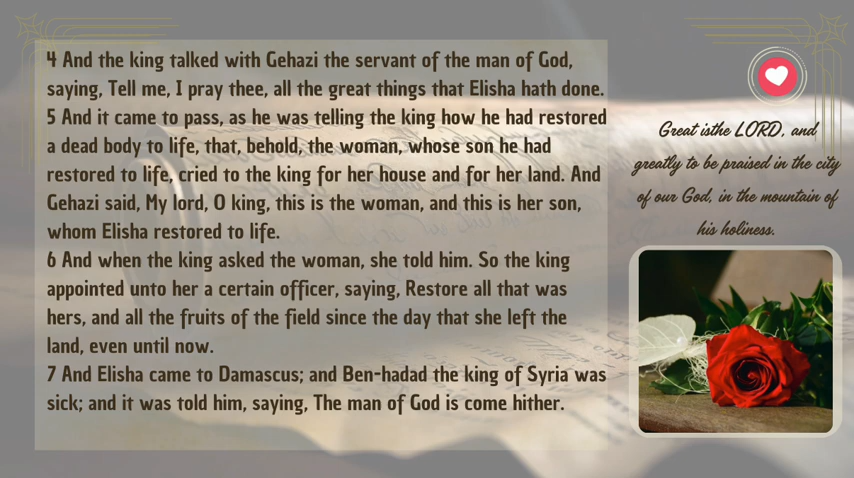 4 And the king talked with Gehazi the servant of the man of God,
saying, Tell me, I pray thee, all the great things that Elisha hath done.
5 And it came to pass, as he was telling the king how he had restored
a dead body to life, that, behold, the woman, whose son he had
restored to life, cried to the king for her house and for her land. And
Gehazi said, My lord, O king, this is the woman, and this is her son,
whom Elisha restored to life.
6 And when the king asked the woman, she told him. So the king
appointed unto her a certain officer, saying, Restore all that was
hers, and all the fruits of the field since the day that she left the
land, even until now.
7 And Elisha came to Damascus; and Ben-hadad the king of Syria was
sick; and it was told him, saying, The man of God is come hither.
Great isthe LORD, and
greatly to be praised in the city
of our God, in the mountain of
his holiness.